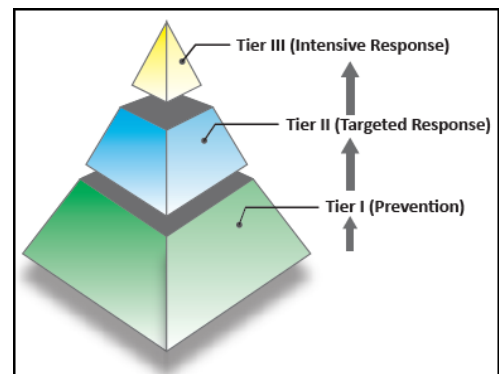 Tier III (Intensive Response)
Tier II (Targeted Response)
Tier I (Prevention)